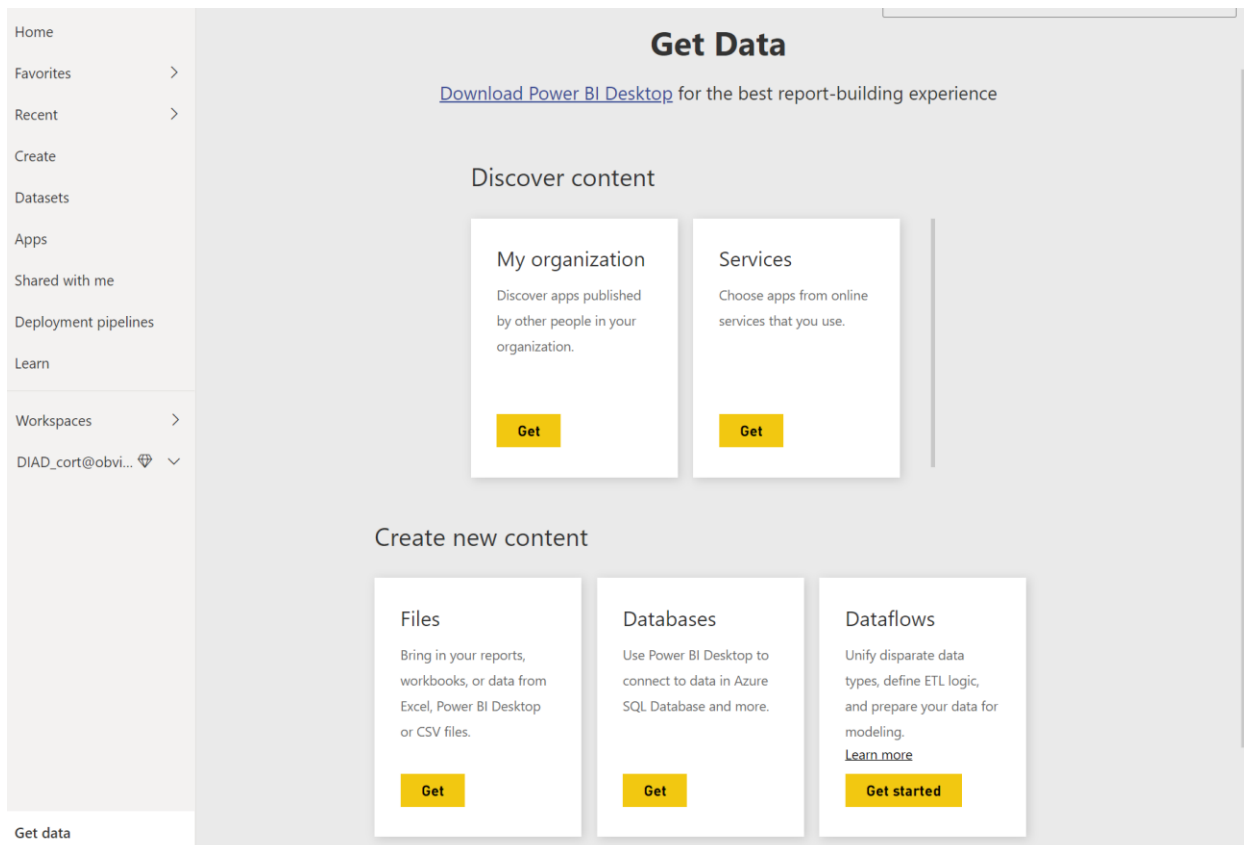 Home
Favorites
Recent
Create
Datasets
Apps
Shared with me
Deployment pipelines
Learn
Workspaces
DIAD_cort@obvi...
Get data
Get Data
Download Power BI Desktop for the best report-building experience
Discover content
My organization
Discover apps published
by other people in your
organization.
Get
Services
Choose apps from online
services that you use.
Get
Create new content
Files
Bring in your reports,
workbooks, or data from
Excel, Power BI Desktop
or CSV files.
Get
Databases
Use Power BI Desktop to
connect to data in Azure
SQL Database and more.
Get
Dataflows
Unify disparate data
types, define ETL logic,
and prepare your data for
modeling.
Learn more
Get started